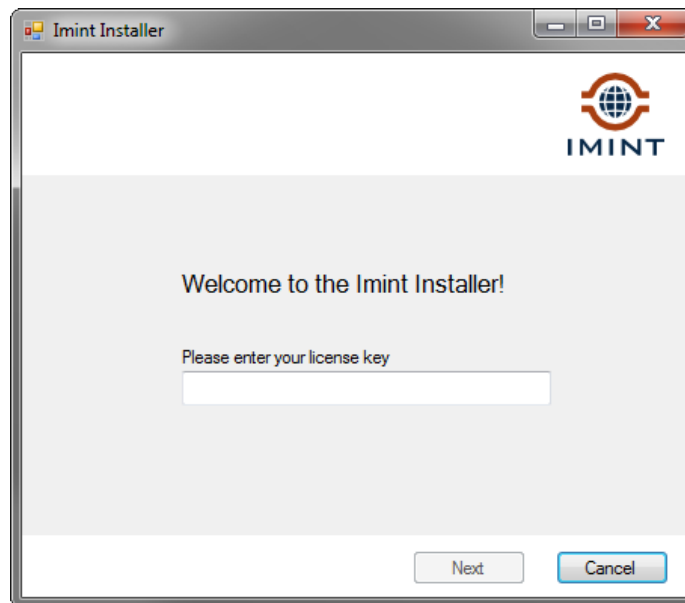 Imint Installer
IMINT
Welcome to the Imint Installer!
Please enter your license key
Next
Cancel